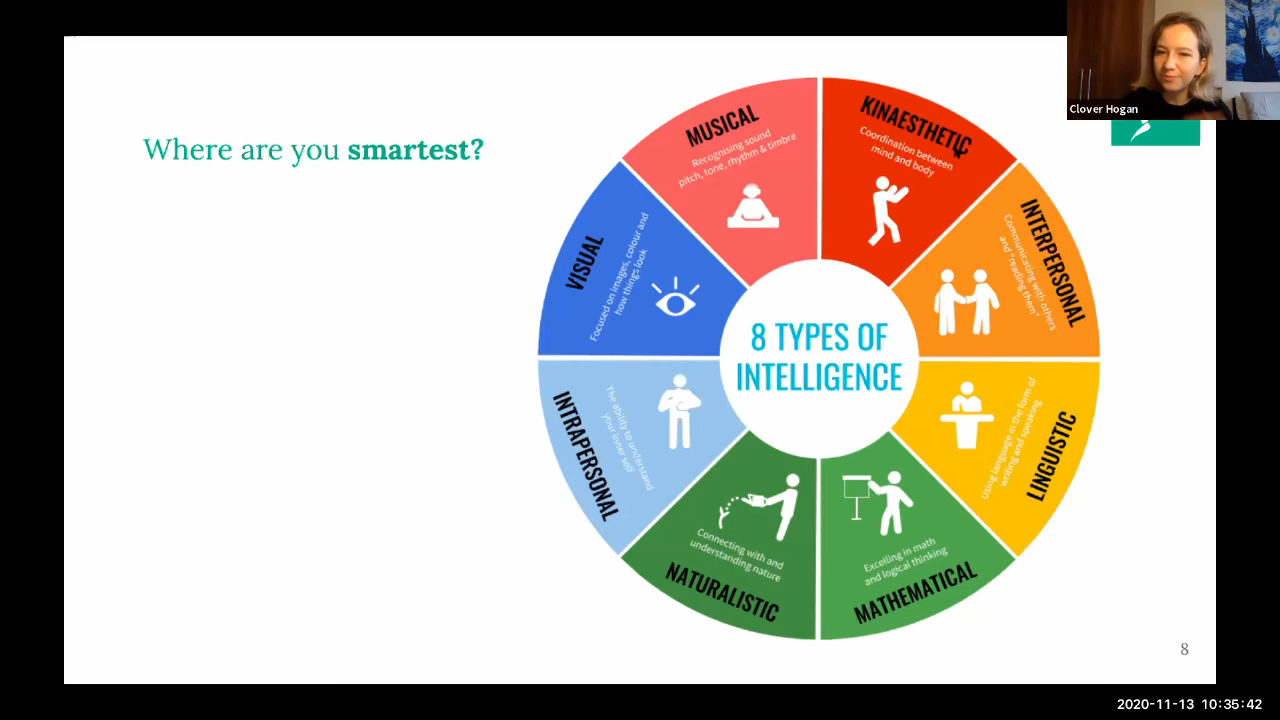 Where are you smartest?
MUSICAL
Recognising sound
pitch, tone, rhythm & timbre
KINAESTHETIC
Coordination between
mind and body
INTERPERSONAL
Communicating with others
and "reading them"
LINGUISTIC
Using language in the form of
writing and speaking
MATHEMATICAL
Excelling in math
and logical thinking
NATURALISTIC
Connecting with and
understanding nature
INTRAPERSONAL
The ability to understand
your inner self
VISUAL
Focused on images, colour and
how things look
8 TYPES OF
INTELLIGENCE
Clover Hogan
8
2020-11-13 10:35:42